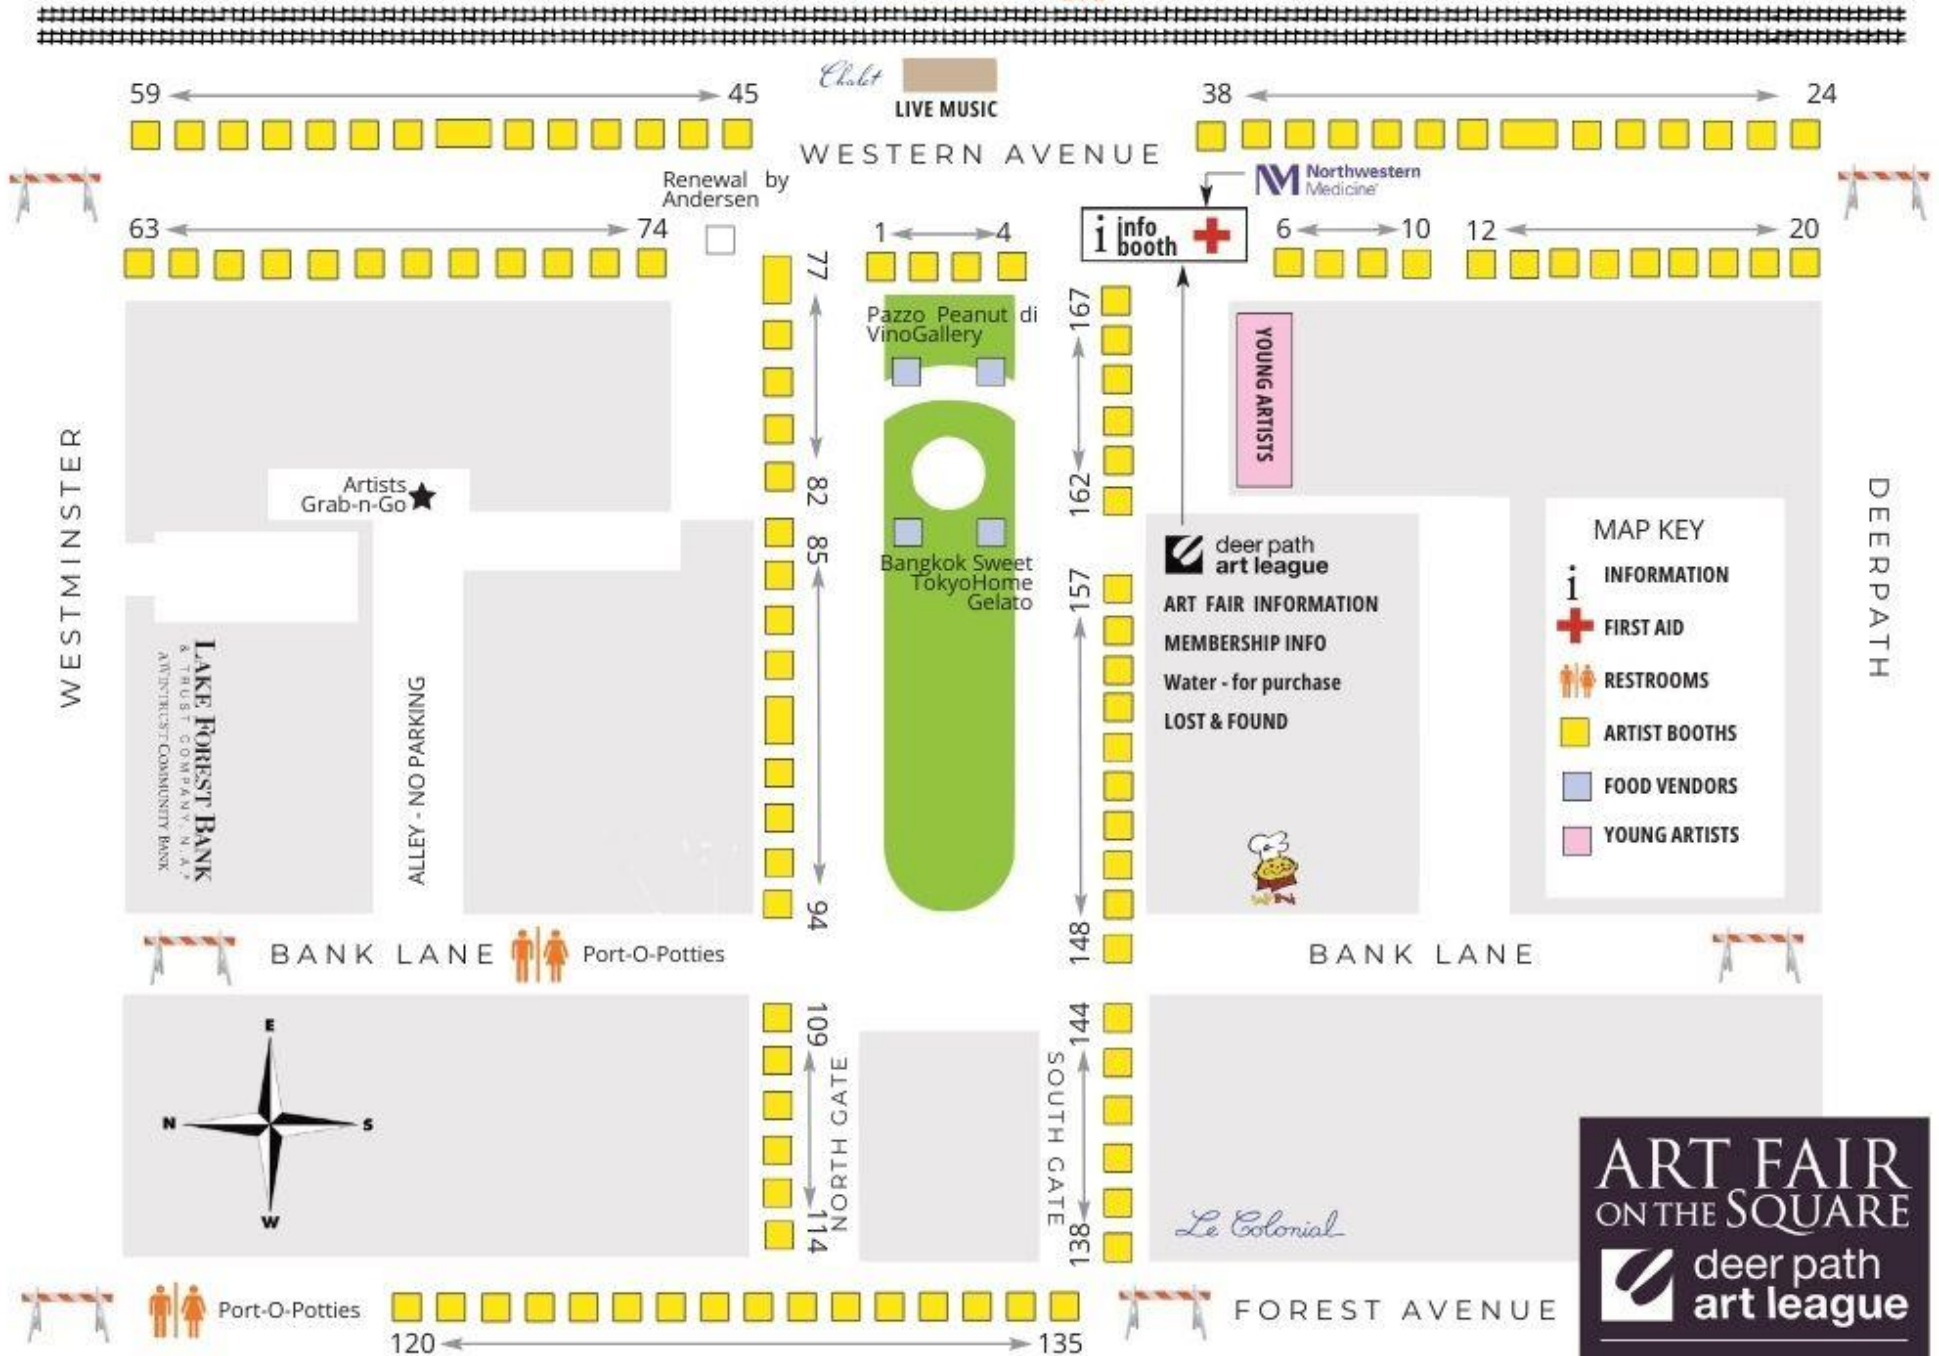 Chalet
LIVE MUSIC
59
45
38
24
WESTERN AVENUE
Northwestern
Medicine
Renewal by
Andersen
63
74
1
4
i info
booth
6
10
12
20
77
82
167
162
Pazzo Peanut di
VinoGallery
YOUNG ARTISTS
WESTMINSTER
DEERPATH
Artists
Grab-n-Go
85
94
Bangkok Sweet
TokyoHome
Gelato
157
148
deer path
art league
ART FAIR INFORMATION
MEMBERSHIP INFO
Water - for purchase
LOST & FOUND
MAP KEY
i INFORMATION
FIRST AID
RESTROOMS
ARTIST BOOTHS
FOOD VENDORS
YOUNG ARTISTS
LAKE FOREST BANK
& TRUST COMPANY, N.A.
A WINTRUST COMMUNITY BANK
ALLEY - NO PARKING
BANK LANE
Port-O-Potties
BANK LANE
E
N
S
W
109
114
NORTH GATE
SOUTH GATE
144
138
Le Colonial
Port-O-Potties
120
135
FOREST AVENUE
ART FAIR
ON THE SQUARE
deer path
art league